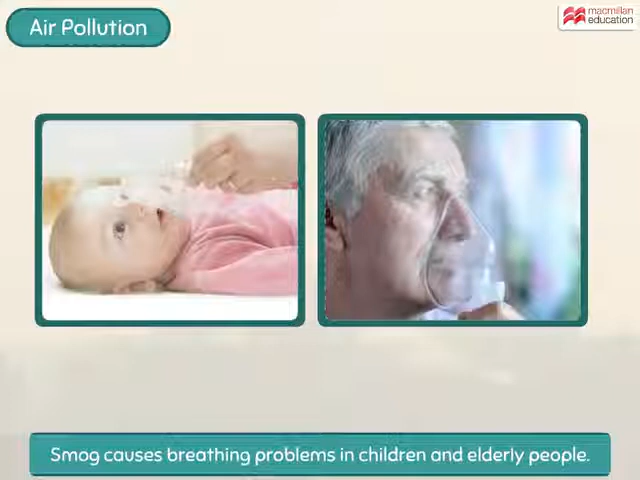 Air Pollution
macmillan
education
Smog causes breathing problems in children and elderly people.